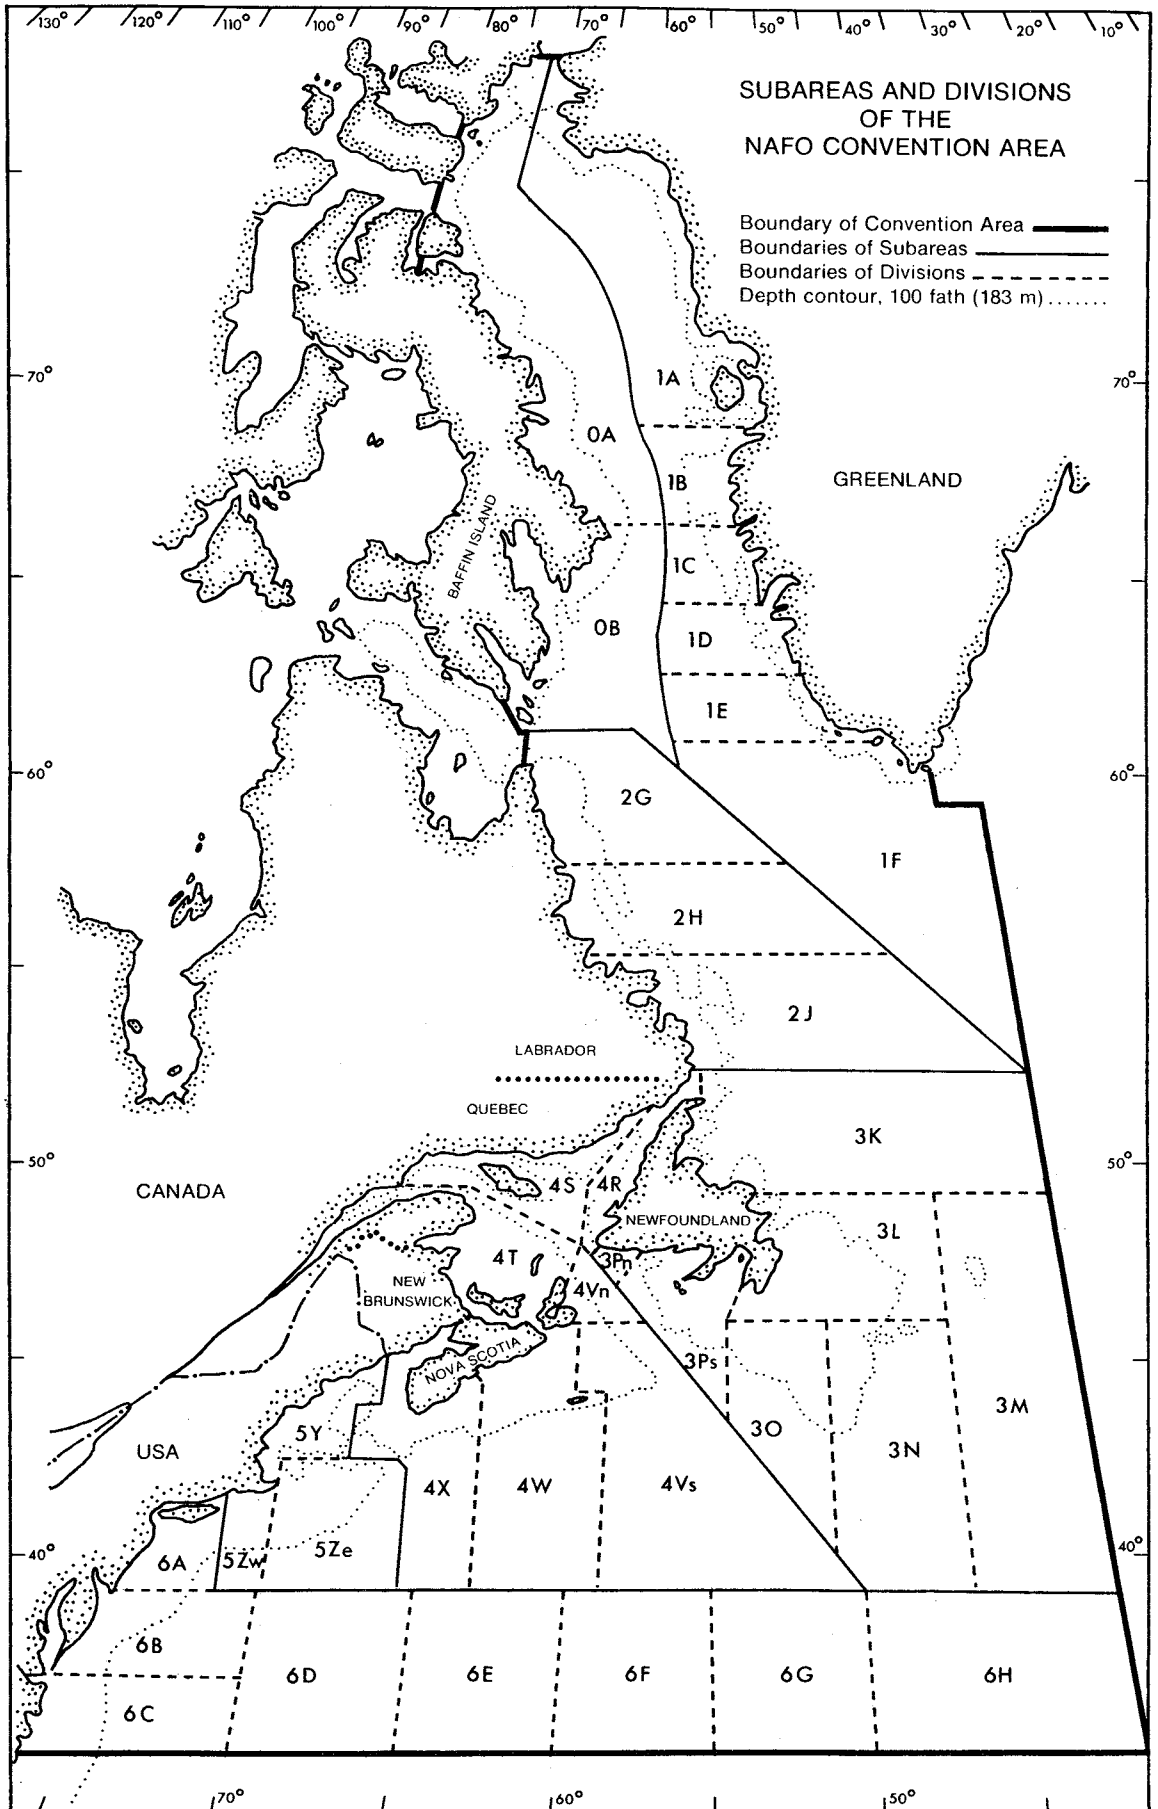 130° 120° 110° 100° 90° 80° 70° 60° 50° 40° 30° 20° 10°
SUBAREAS AND DIVISIONS
OF THE
NAFO CONVENTION AREA
Boundary of Convention Area
Boundaries of Subareas
Boundaries of Divisions
Depth contour, 100 fath (183 m)
70° 70°
1A
0A
1B
GREENLAND
BAFFIN ISLAND
1C
0B
1D
1E
60° 60°
2G
1F
2H
2J
LABRADOR
QUEBEC
3K
50° 50°
CANADA
4S 4R
NEWFOUNDLAND
3L
4T
3Pn
4Vn
NEW
BRUNSWICK
NOVA SCOTIA
3Ps
3M
3O
5Y
3N
USA
4X 4W 4Vs
40° 40°
6A 5Zw 5Ze
6B
6D 6E 6F 6G 6H
6C
70° 60° 50°